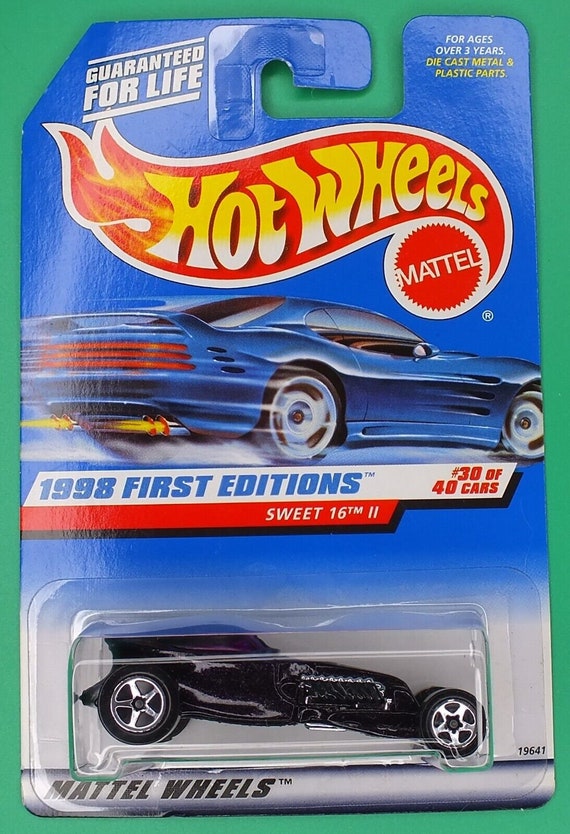 GUARANTEED
FOR LIFE
FOR AGES
OVER 3 YEARS.
DIE CAST METAL &
PLASTIC PARTS.
HOT WHEELS
MATTEL
®
1998 FIRST EDITIONS™
#30 OF
40 CARS
SWEET 16™ II
19641
MATTEL WHEELS™